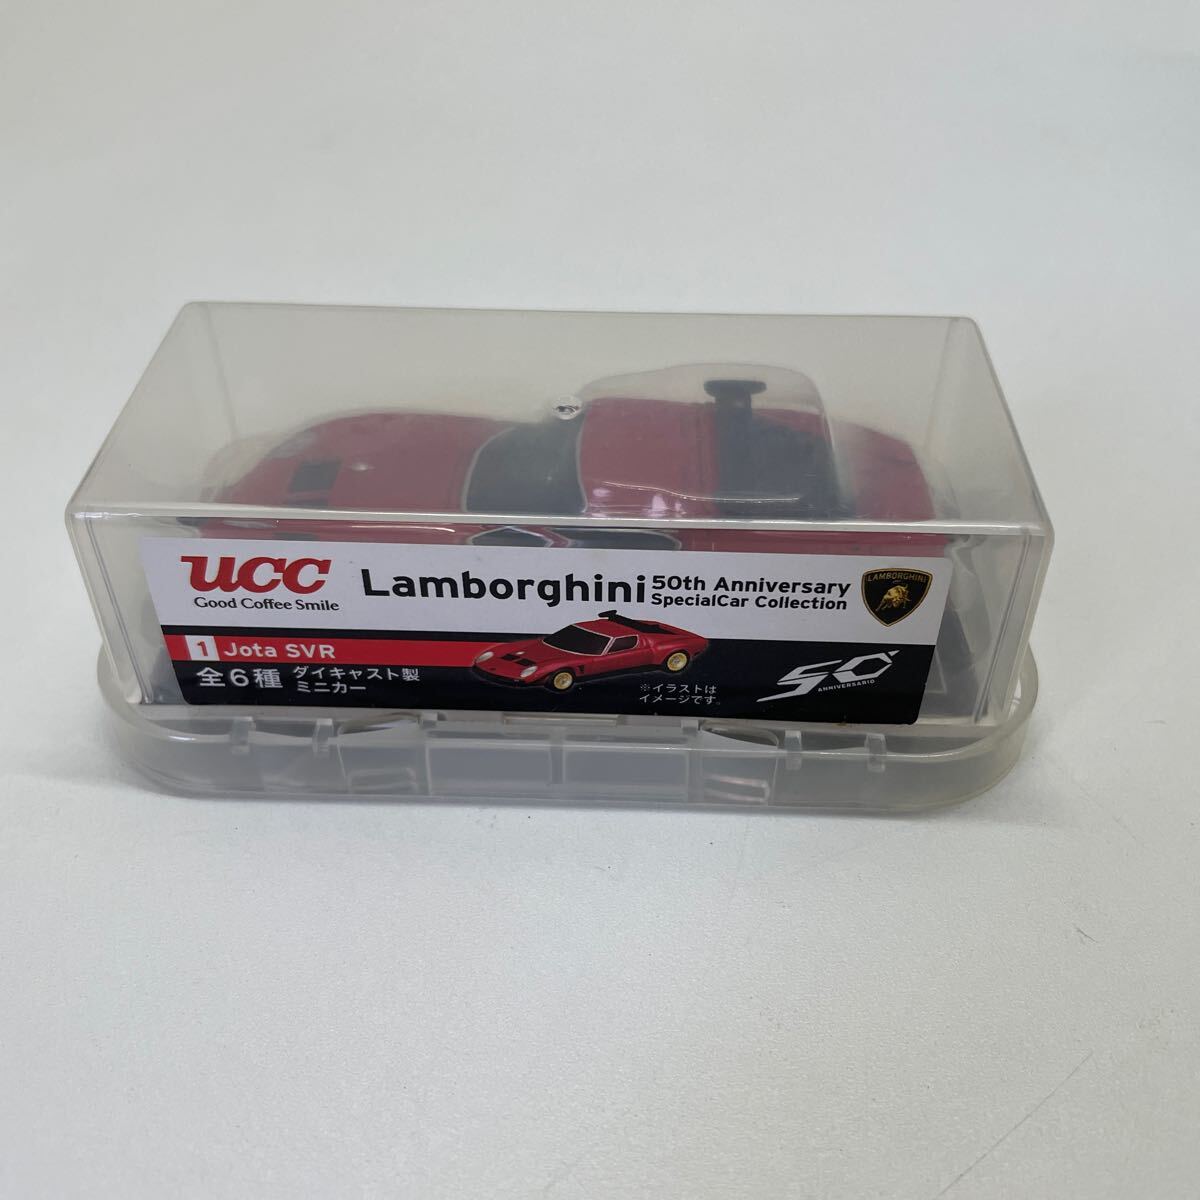 UCC
Good Coffee Smile
Lamborghini
50th Anniversary
SpecialCar Collection
LAMBORGHINI
1 Jota SVR
全6種
ダイキャスト製
ミニカー
※イラストは
イメージです。
50°
ANNIVERSARIO